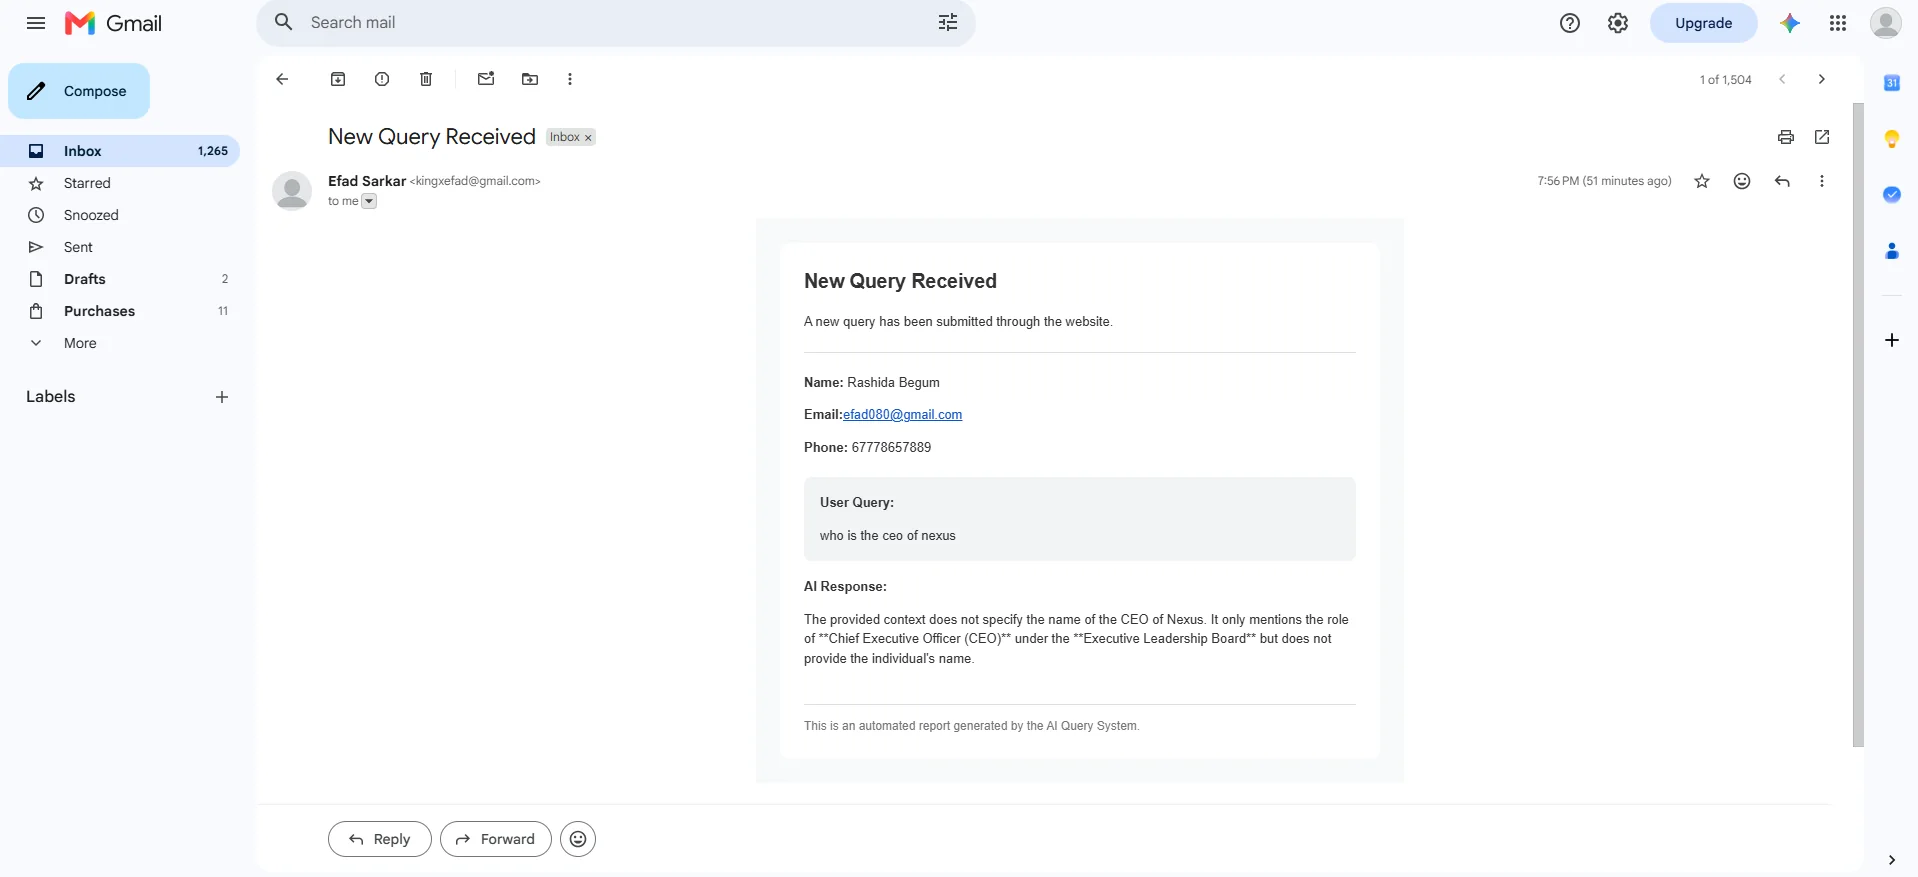 Gmail
Search mail
Upgrade
Compose
1 of 1,504
31
Inbox 1,265
Starred
Snoozed
Sent
Drafts 2
Purchases 11
More
Labels
New Query Received Inbox ×
Efad Sarkar <kingxefad@gmail.com> 7:56 PM (51 minutes ago)
to me
New Query Received
A new query has been submitted through the website.
Name: Rashida Begum
Email:efad080@gmail.com
Phone: 67778657889
User Query:
who is the ceo of nexus
AI Response:
The provided context does not specify the name of the CEO of Nexus. It only mentions the role
of **Chief Executive Officer (CEO)** under the **Executive Leadership Board** but does not
provide the individual's name.
This is an automated report generated by the AI Query System.
Reply
Forward